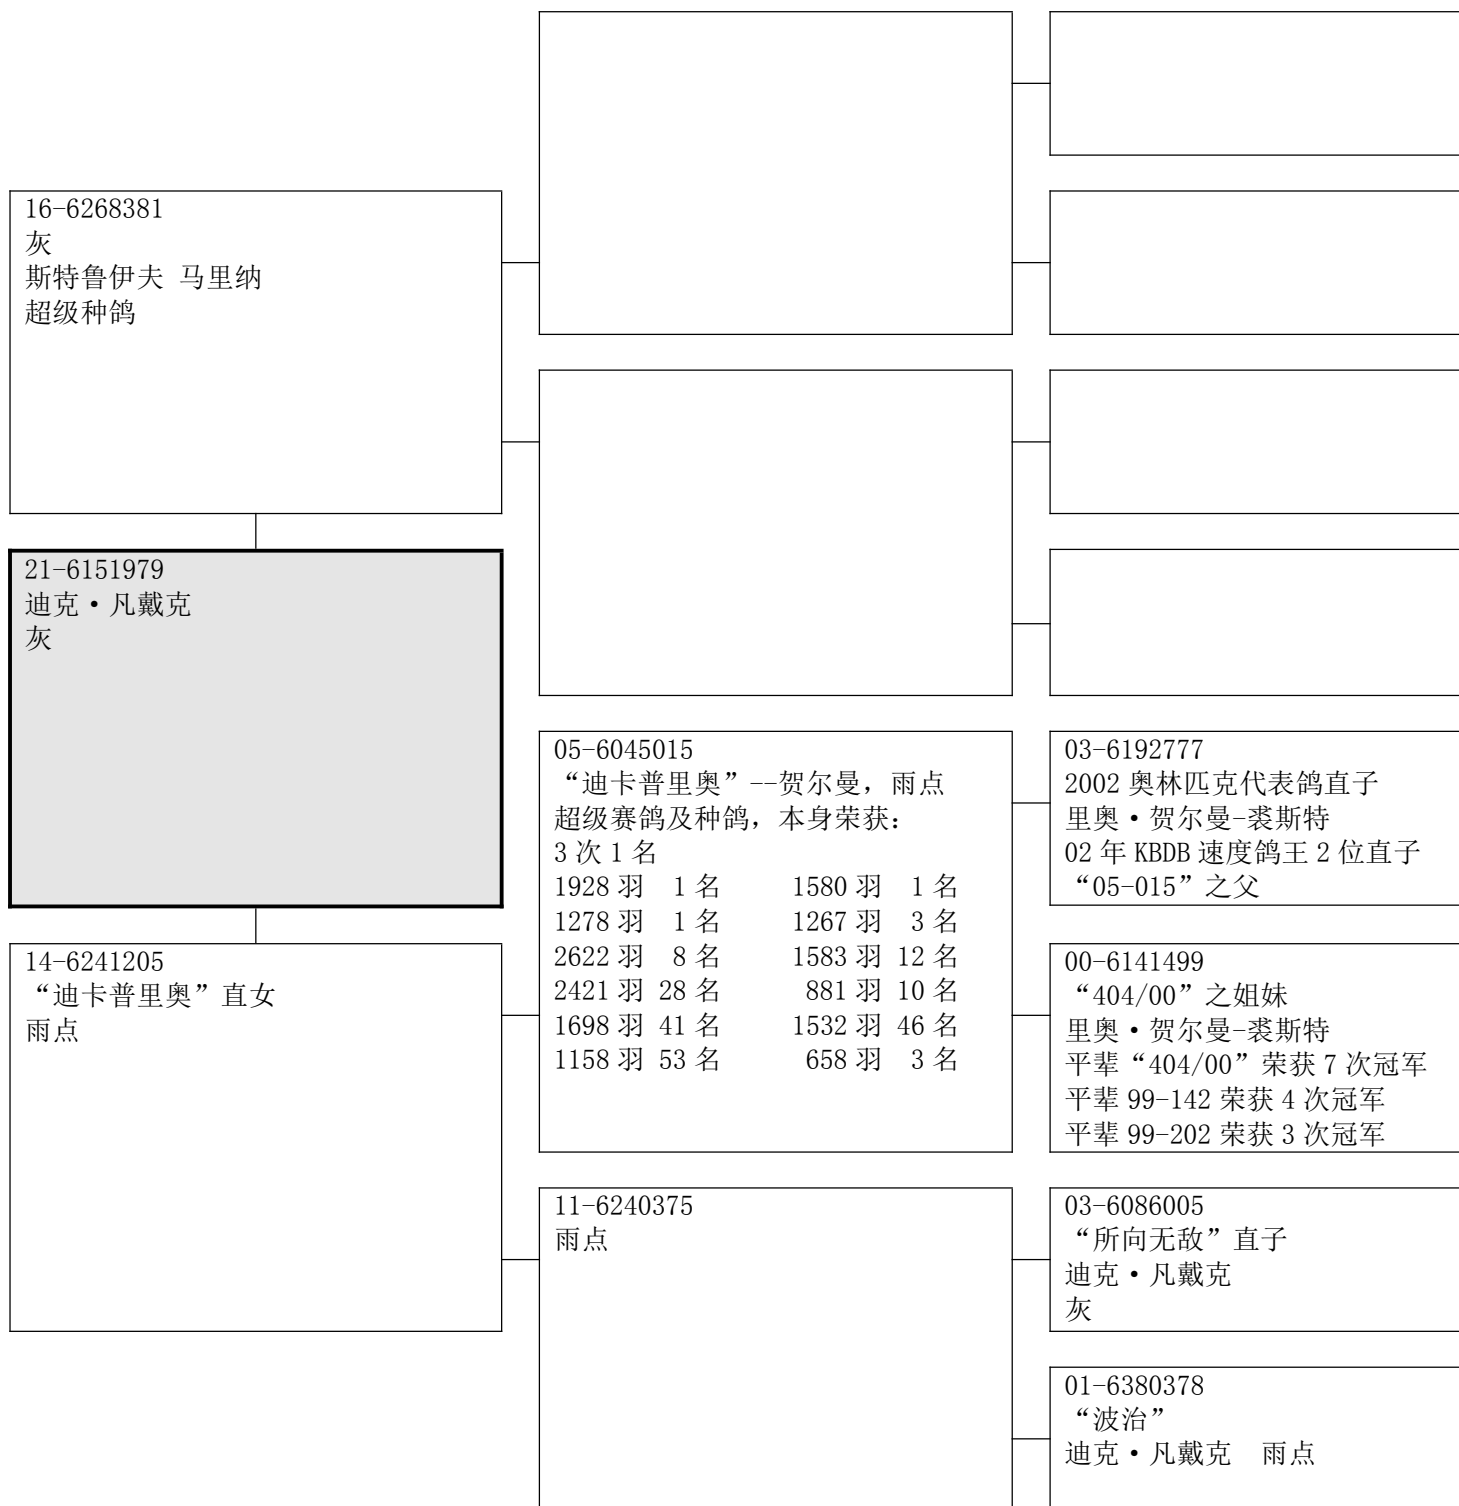 16-6268381
灰
斯特鲁伊夫 马里纳
超级种鸽
21-6151979
迪克·凡戴克
灰
14-6241205
“迪卡普里奥”直女
雨点
05-6045015
“迪卡普里奥”--贺尔曼，雨点
超级赛鸽及种鸽，本身荣获：
3次1名
1928羽 1名 1580羽 1名
1278羽 1名 1267羽 3名
2622羽 8名 1583羽 12名
2421羽 28名 881羽 10名
1698羽 41名 1532羽 46名
1158羽 53名 658羽 3名
11-6240375
雨点
03-6192777
2002奥林匹克代表鸽直子
里奥·贺尔曼-裘斯特
02年KBDB速度鸽王2位直子
“05-015”之父
00-6141499
“404/00”之姐妹
里奥·贺尔曼-裘斯特
平辈“404/00”荣获7次冠军
平辈99-142荣获4次冠军
平辈99-202荣获3次冠军
03-6086005
“所向无敌”直子
迪克·凡戴克
灰
01-6380378
“波治”
迪克·凡戴克 雨点